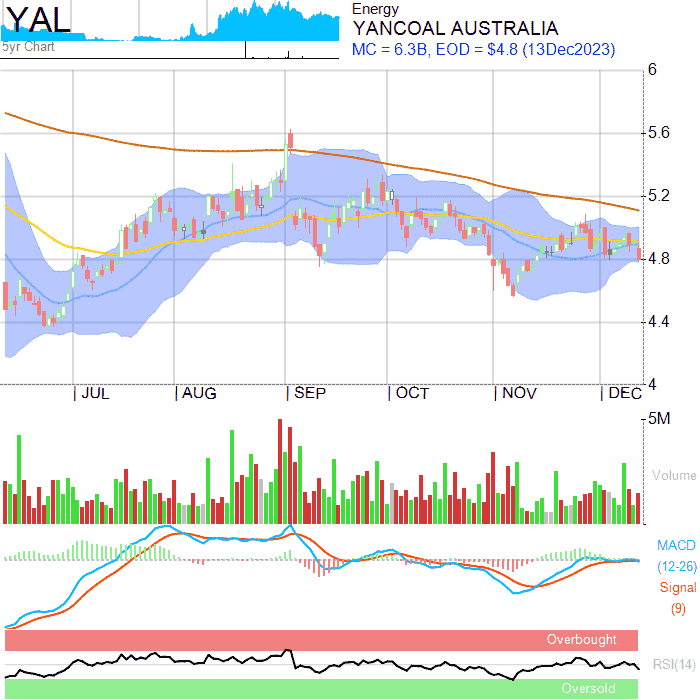 YAL
5yr Chart
Energy
YANCOAL AUSTRALIA
MC = 6.3B, EOD = $4.8 (13Dec2023)
6
5.6
5.2
4.8
4.4
4
| JUL | AUG | SEP | OCT | NOV | DEC
5M
Volume
MACD
(12-26)
Signal
(9)
Overbought
RSI(14)
Oversold